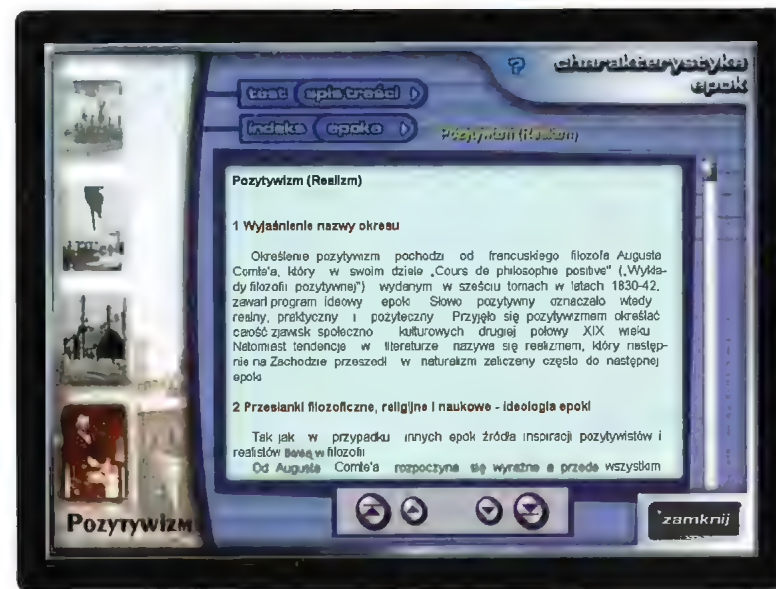 ?
charakterystyka
epok
test
spis treści
indeks
epoka
Pozytywizm (Realizm)
Pozytywizm (Realizm)
1 Wyjaśnienie nazwy okresu
Określenie pozytywizm pochodzi od francuskiego filozofa Augusta
Comte'a, który w swoim dziele „Cours de philosophie positive" („Wykła-
dy filozofii pozytywnej") wydanym w sześciu tomach w latach 1830-42,
zawarł program ideowy epoki Słowo pozytywny oznaczało wtedy
realny, praktyczny i pożyteczny Przyjęło się pozytywizmem określać
całość zjawisk społeczno kulturowych drugiej połowy XIX wieku
Natomiast tendencje w literaturze nazywa się realizmem, który następ-
nie na Zachodzie przeszedł w naturalizm zaliczany często do następnej
epoki
2 Przesłanki filozoficzne, religijne i naukowe - ideologia epoki
Tak jak w przypadku innych epok źródła inspiracji pozytywistów i
realistów w filozofii
Od Augusta Comte'a rozpoczyna się wyraźne a przede wszystkim
Pozytywizm
zamknij